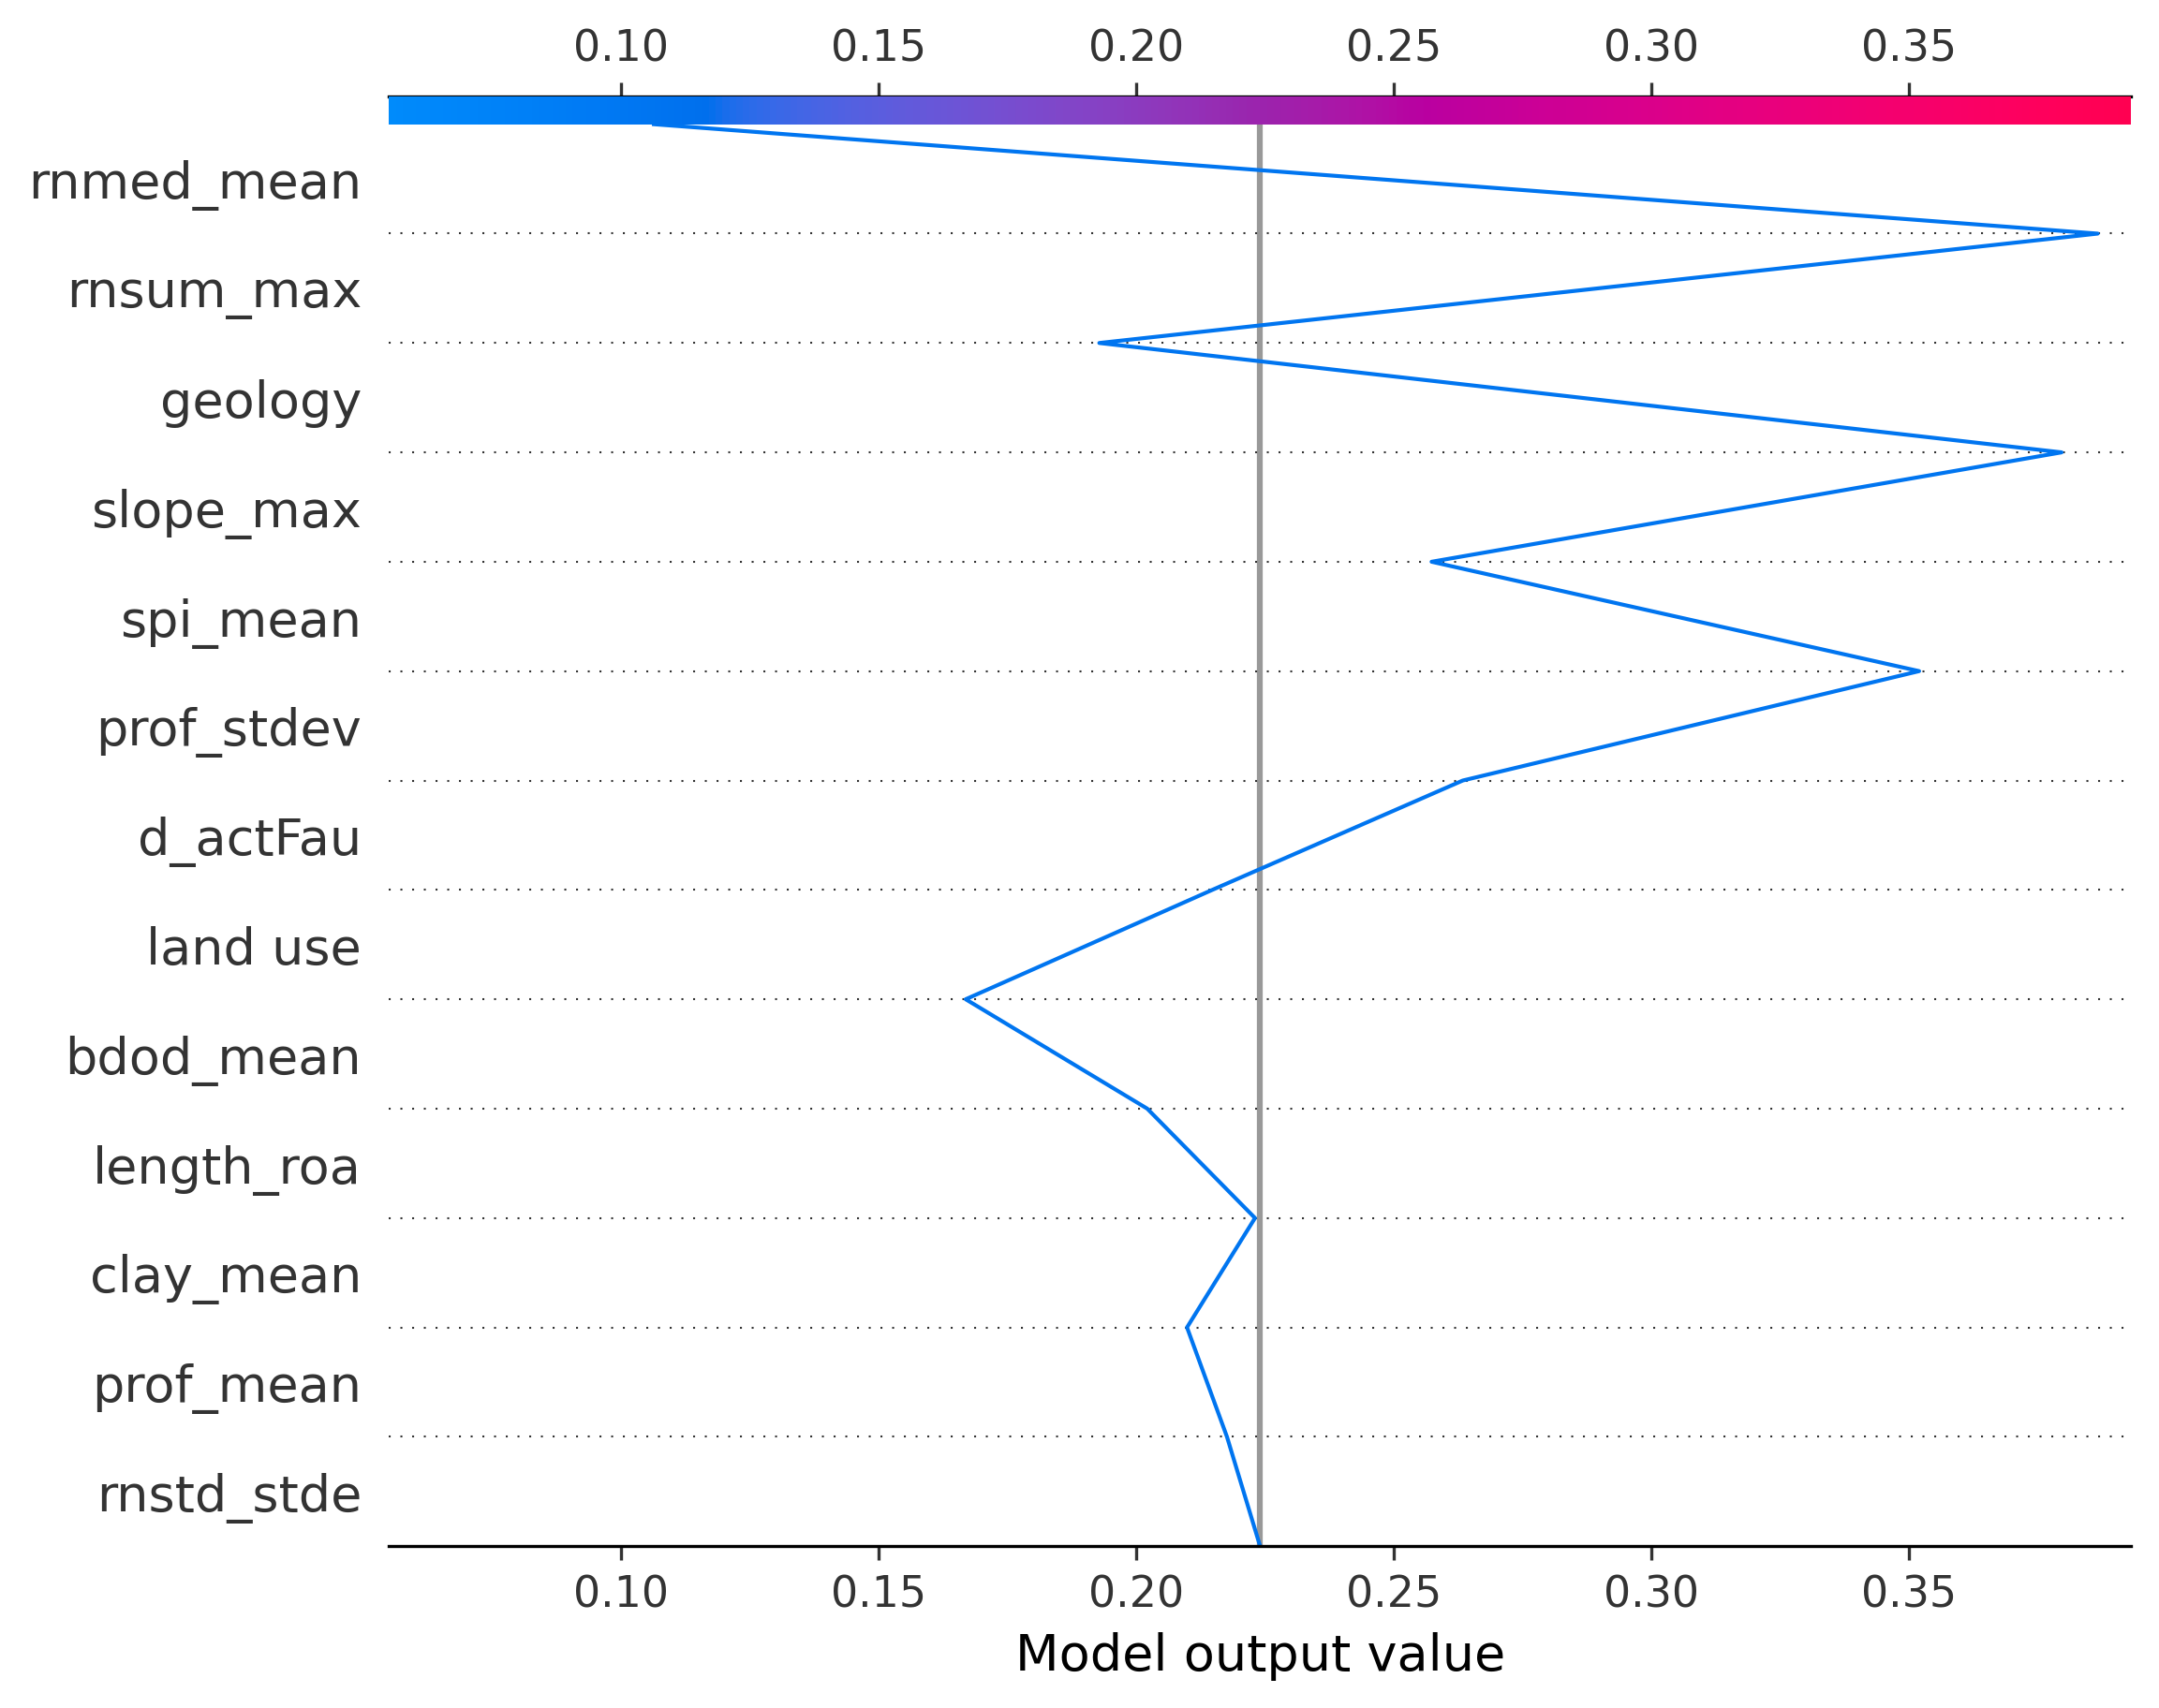 0.10 0.15 0.20 0.25 0.30 0.35
rnmed_mean
rnsum_max
geology
slope_max
spi_mean
prof_stdev
d_actFau
land use
bdod_mean
length_roa
clay_mean
prof_mean
rnstd_stde
0.10 0.15 0.20 0.25 0.30 0.35
Model output value